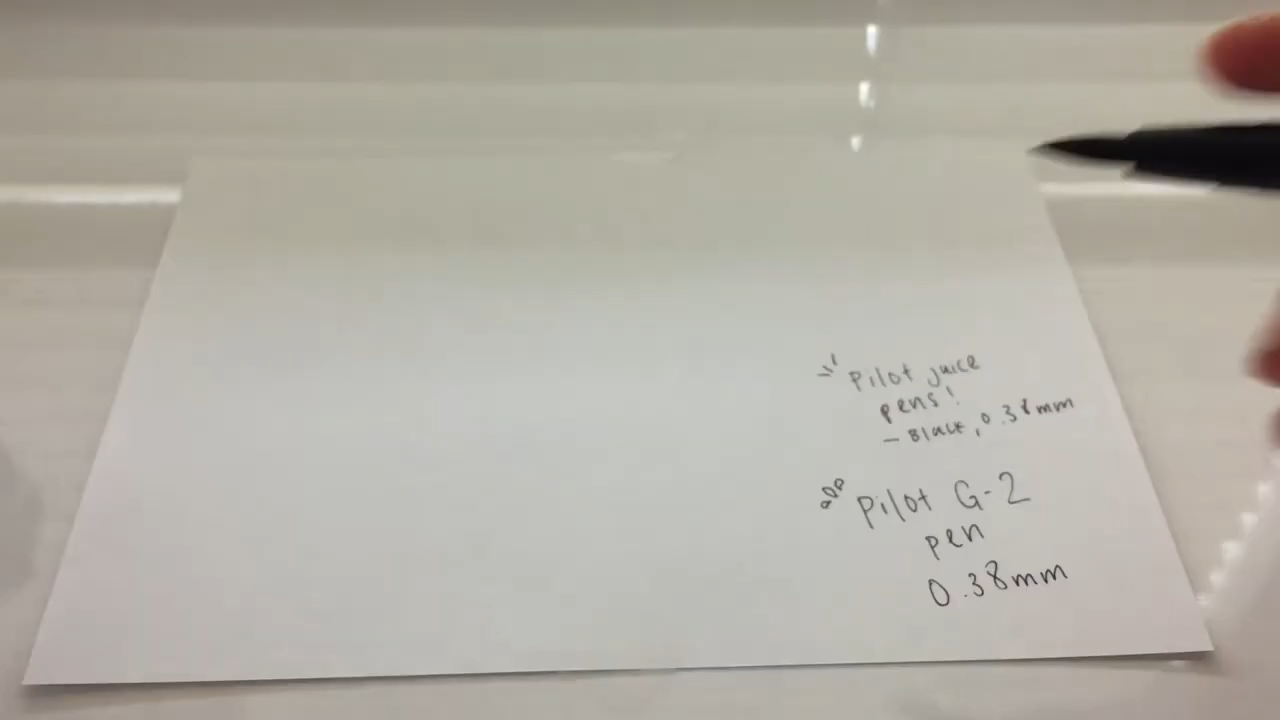 Pilot juice
pens!
- Black, 0.38mm
Pilot G-2
pen
0.38mm